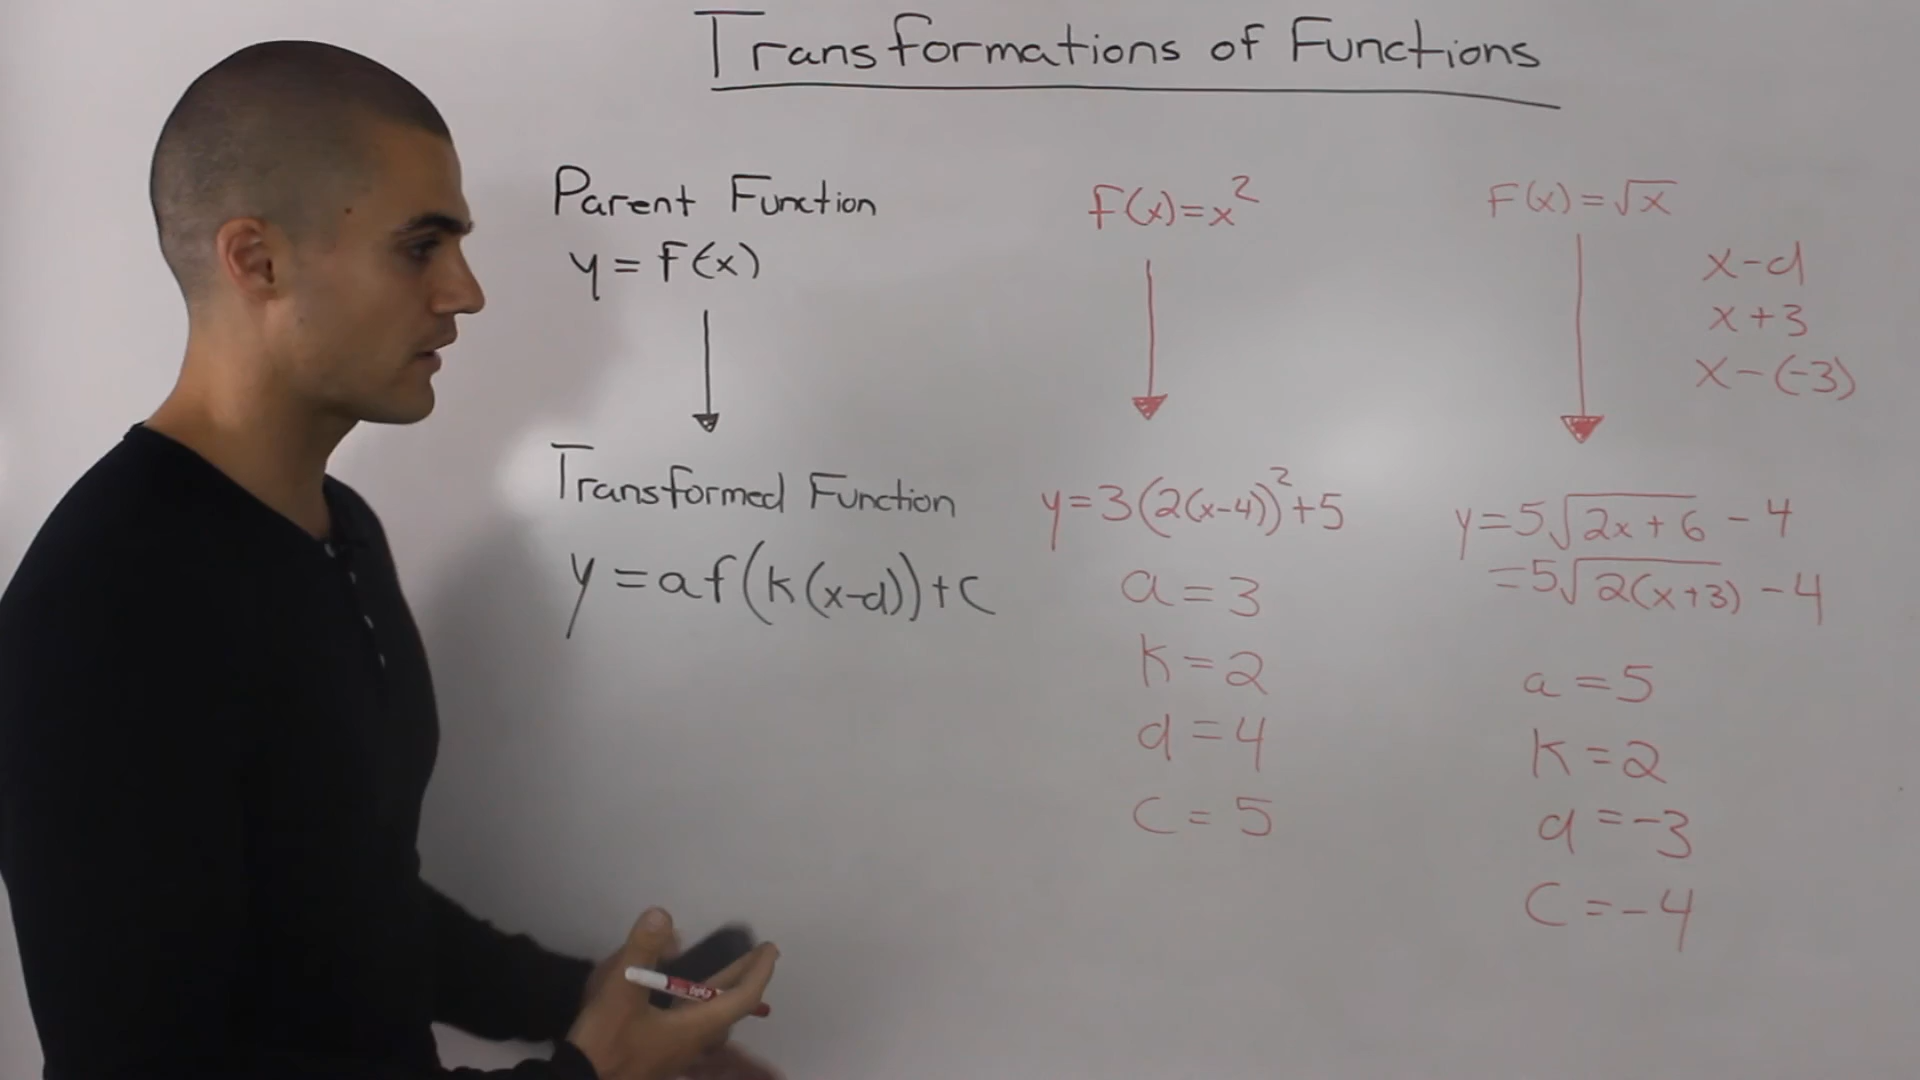 Transformations of Functions
Parent Function
y = f(x)
Transformed Function
y = af(k(x-d))+c
f(x)=x²
y=3(2(x-4))²+5
a=3
k=2
d=4
c=5
f(x)=√x
x-d
x+3
x-(-3)
y=5√2x+6 -4
=5√2(x+3) -4
a=5
k=2
d=-3
c=-4